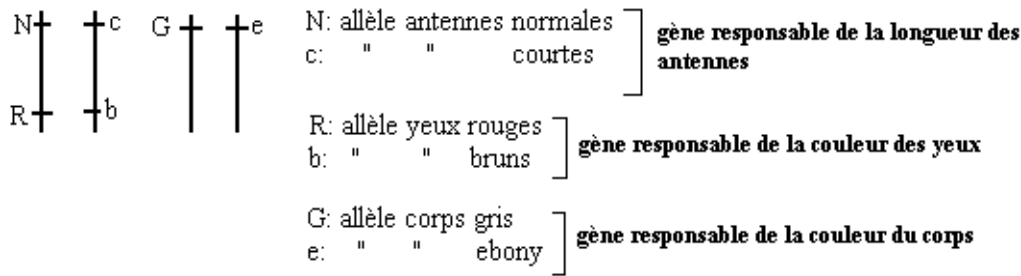 N c G e
R b
N: allèle antennes normales
c: " " courtes
gène responsable de la longueur des
antennes
R: allèle yeux rouges
b: " " bruns
gène responsable de la couleur des yeux
G: allèle corps gris
e: " " ebony
gène responsable de la couleur du corps